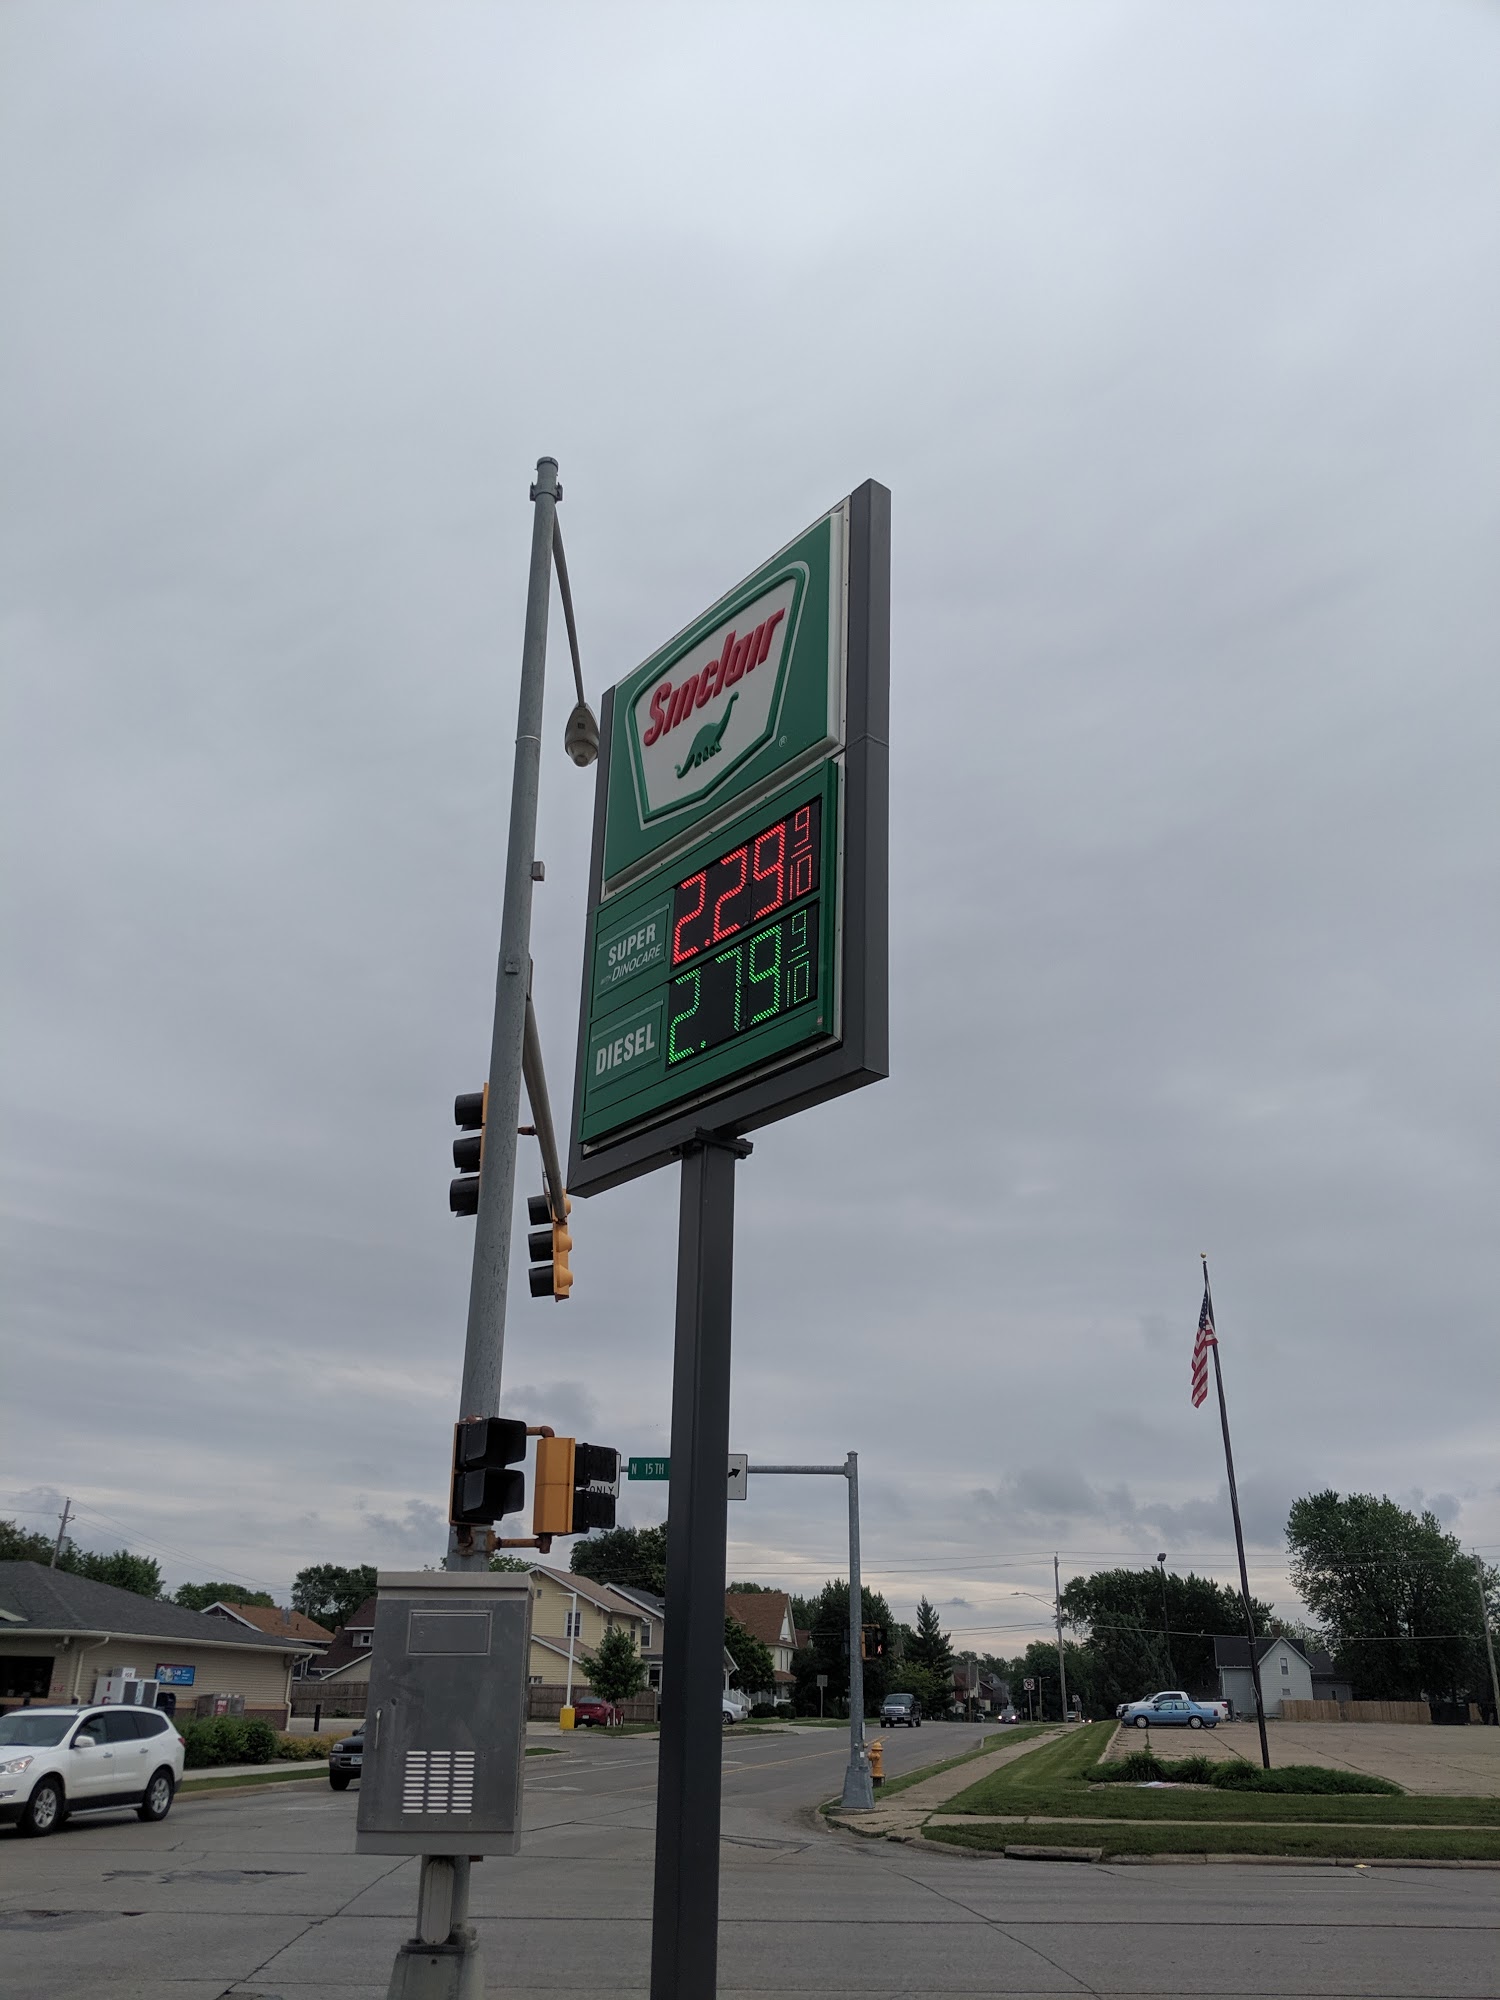 Sinclair
®
2.29 9/10
SUPER
WITH DINOCARE
2.79 9/10
DIESEL
N 15TH
ONLY